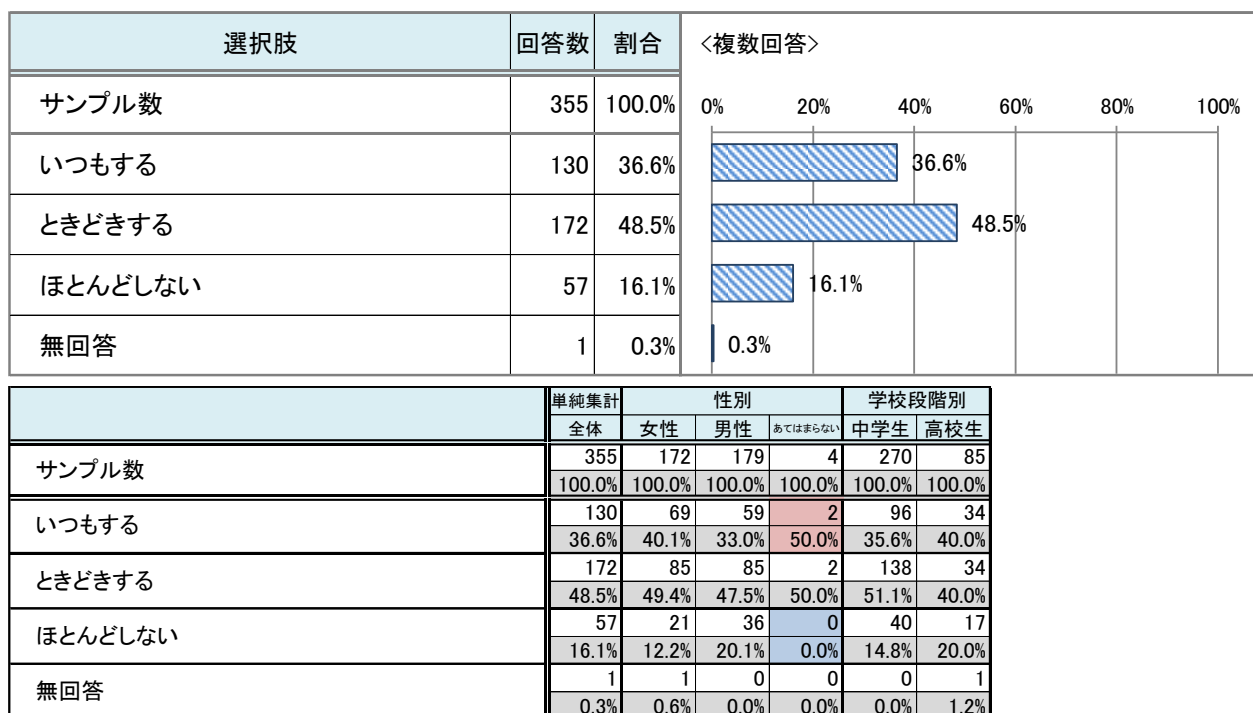 選択肢 回答数 割合 <複数回答>
サンプル数 355 100.0% 0% 20% 40% 60% 80% 100%
いつもする 130 36.6% 36.6%
ときどきする 172 48.5% 48.5%
ほとんどしない 57 16.1% 16.1%
無回答 1 0.3% 0.3%
単純集計 性別 学校段階別
全体 女性 男性 あてはまらない 中学生 高校生
サンプル数 355 172 179 4 270 85
100.0% 100.0% 100.0% 100.0% 100.0% 100.0%
いつもする 130 69 59 2 96 34
36.6% 40.1% 33.0% 50.0% 35.6% 40.0%
ときどきする 172 85 85 2 138 34
48.5% 49.4% 47.5% 50.0% 51.1% 40.0%
ほとんどしない 57 21 36 0 40 17
16.1% 12.2% 20.1% 0.0% 14.8% 20.0%
無回答 1 1 0 0 0 1
0.3% 0.6% 0.0% 0.0% 0.0% 1.2%